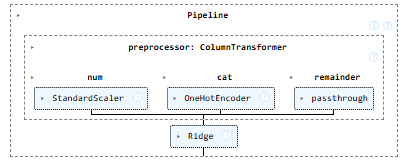 Pipeline
i ?
preprocessor: ColumnTransformer
?
num cat remainder
StandardScaler ? OneHotEncoder ? passthrough
Ridge ?